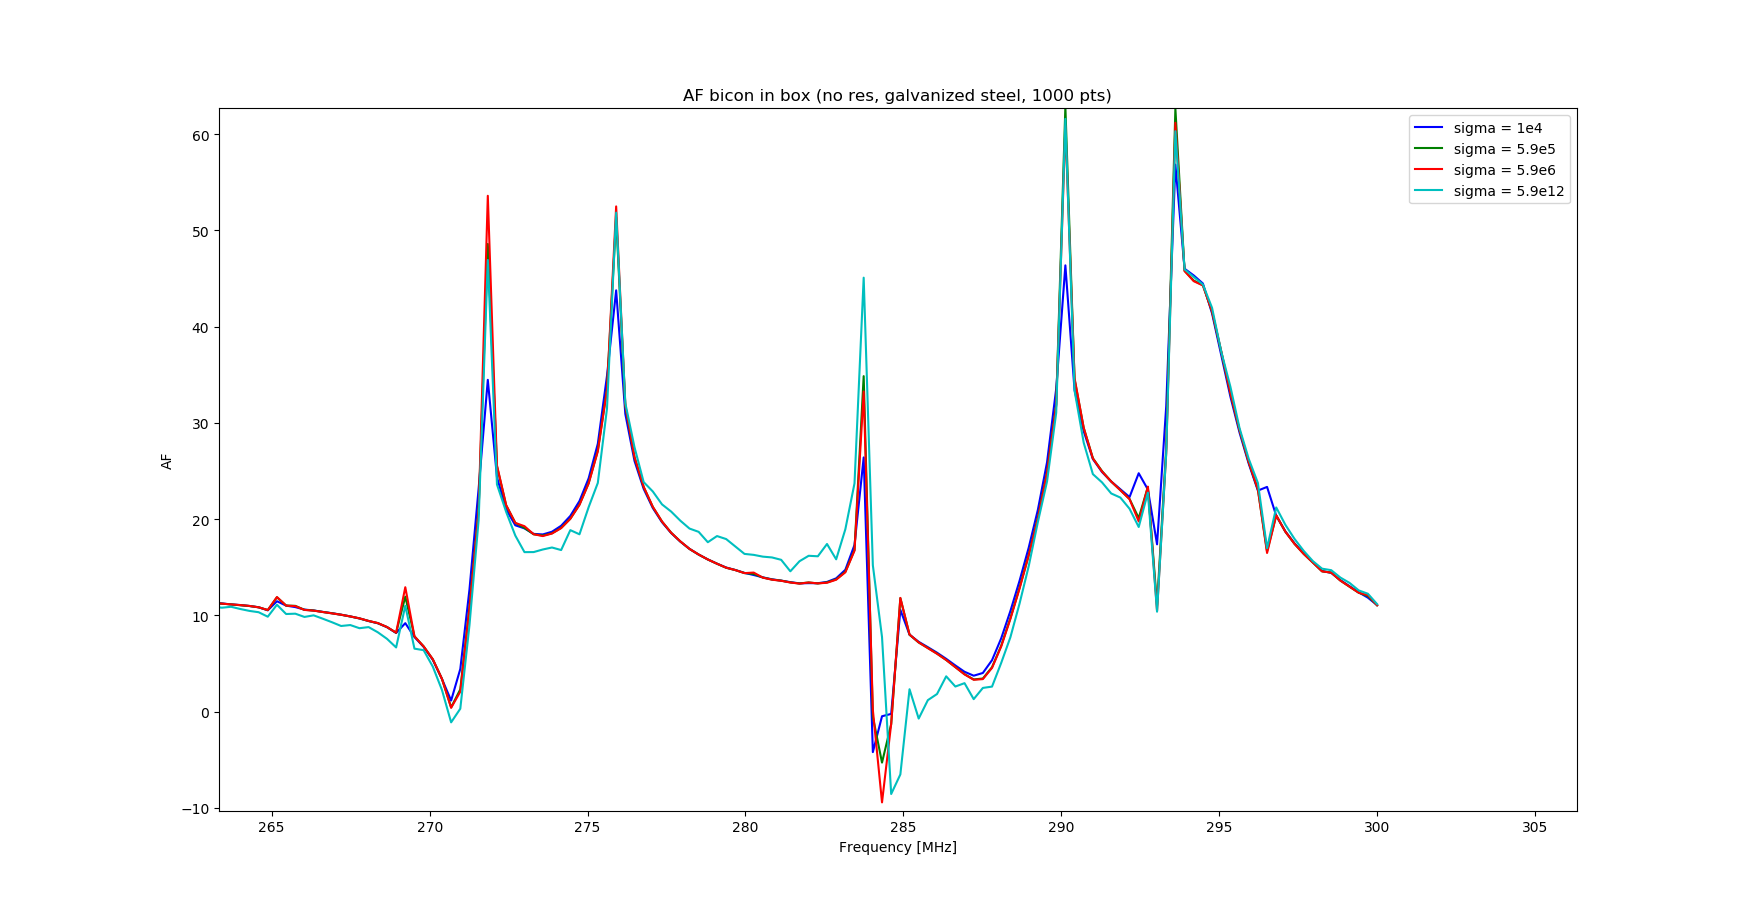 AF bicon in box (no res, galvanized steel, 1000 pts)
sigma = 1e4
sigma = 5.9e5
sigma = 5.9e6
sigma = 5.9e12
60
50
40
30
20
10
0
−10
AF
265 270 275 280 285 290 295 300 305
Frequency [MHz]